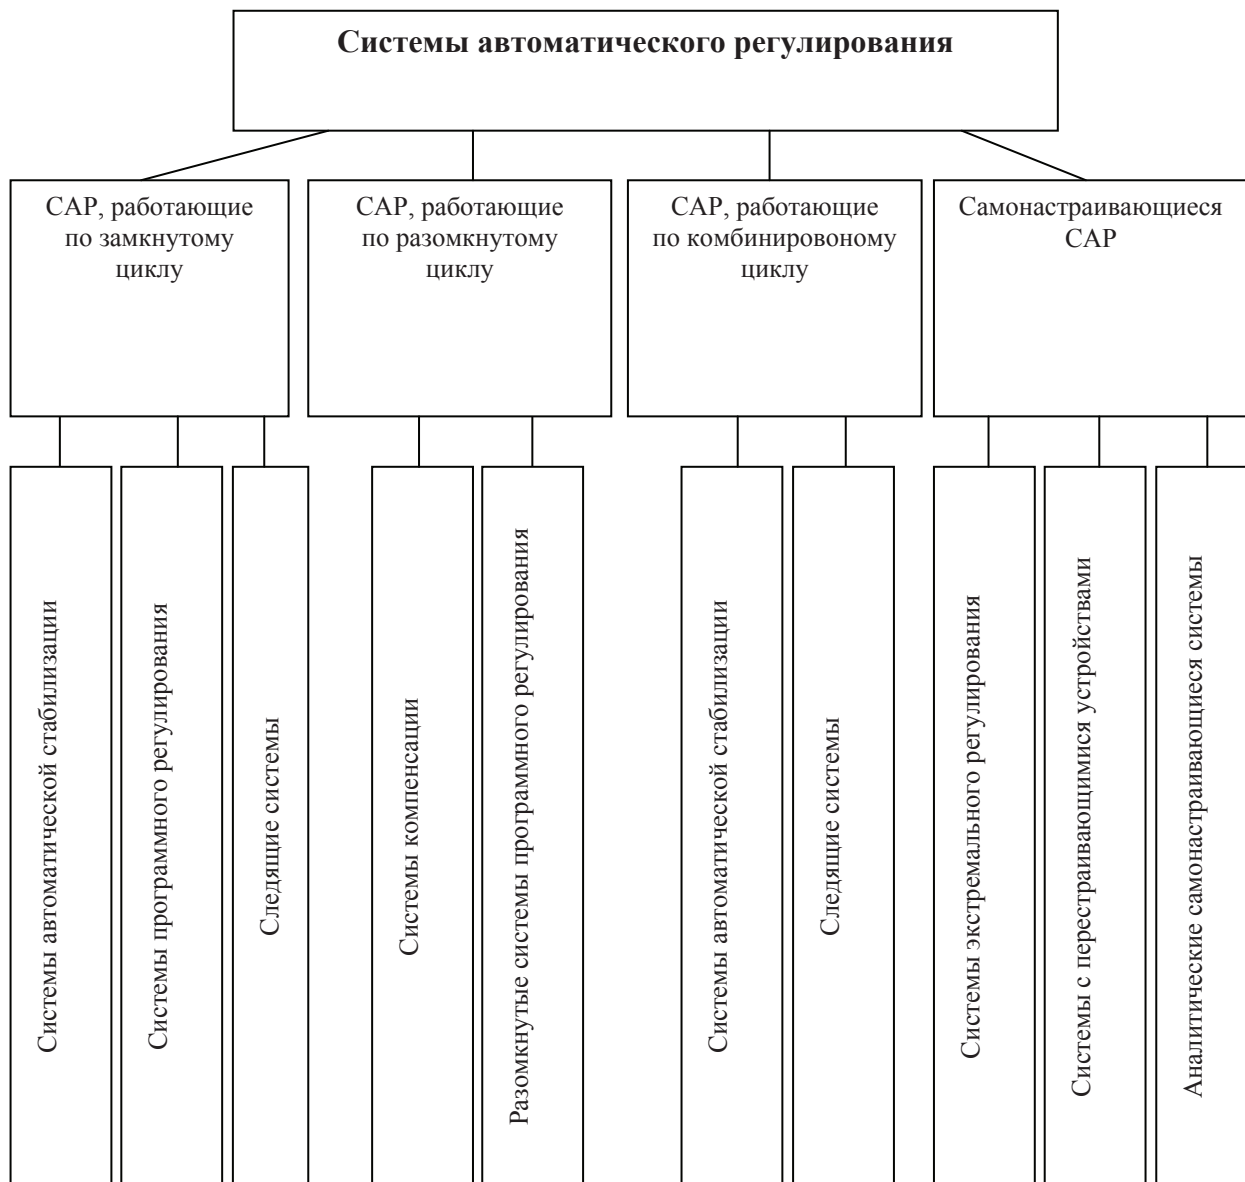 Системы автоматического регулирования
САР, работающие
по замкнутому
циклу
САР, работающие
по разомкнутому
циклу
САР, работающие
по комбинировоному
циклу
Самонастраивающиеся
САР
Системы автоматической стабилизации
Системы программного регулирования
Следящие системы
Системы компенсации
Разомкнутые системы програмного регулирования
Системы автоматической стабилизации
Следящие системы
Системы экстремального регулирования
Системы с перестраивающимися устройствами
Аналитические самонастраивающиеся системы